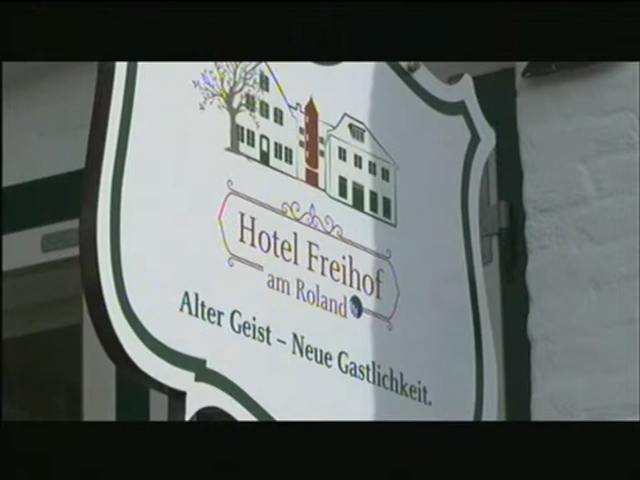 Hotel Freihof
am Roland
Alter Geist – Neue Gastlichkeit.